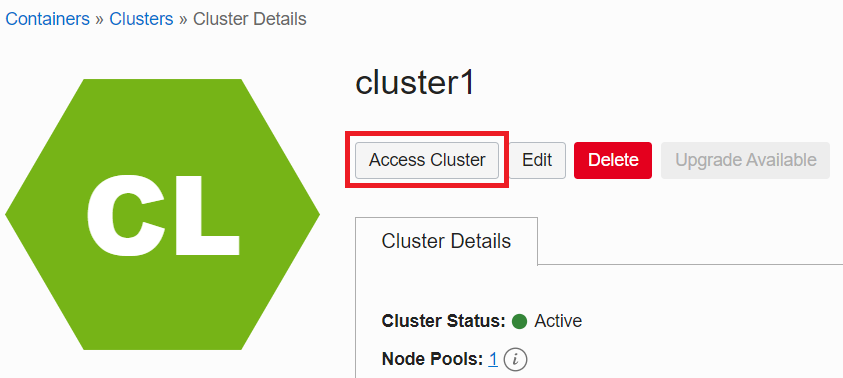 Containers » Clusters » Cluster Details
CL
cluster1
Access Cluster Edit Delete Upgrade Available
Cluster Details
Cluster Status: Active
Node Pools: 1 i